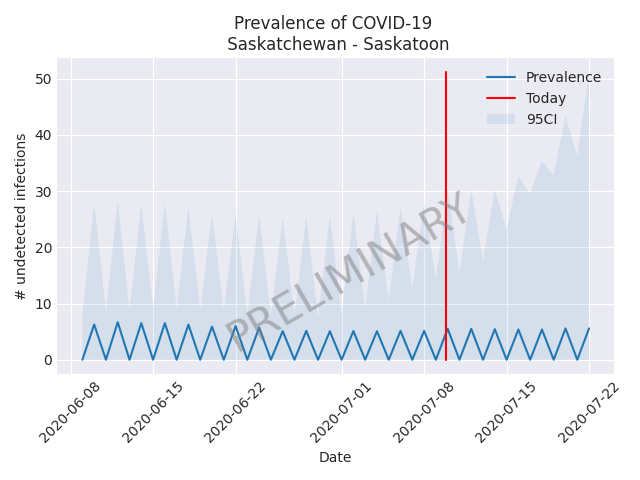 Prevalence of COVID-19
Saskatchewan - Saskatoon
# undetected infections
50
40
30
20
10
0
Prevalence
Today
95CI
PRELIMINARY
2020-06-08
2020-06-15
2020-06-22
2020-07-01
2020-07-08
2020-07-15
2020-07-22
Date